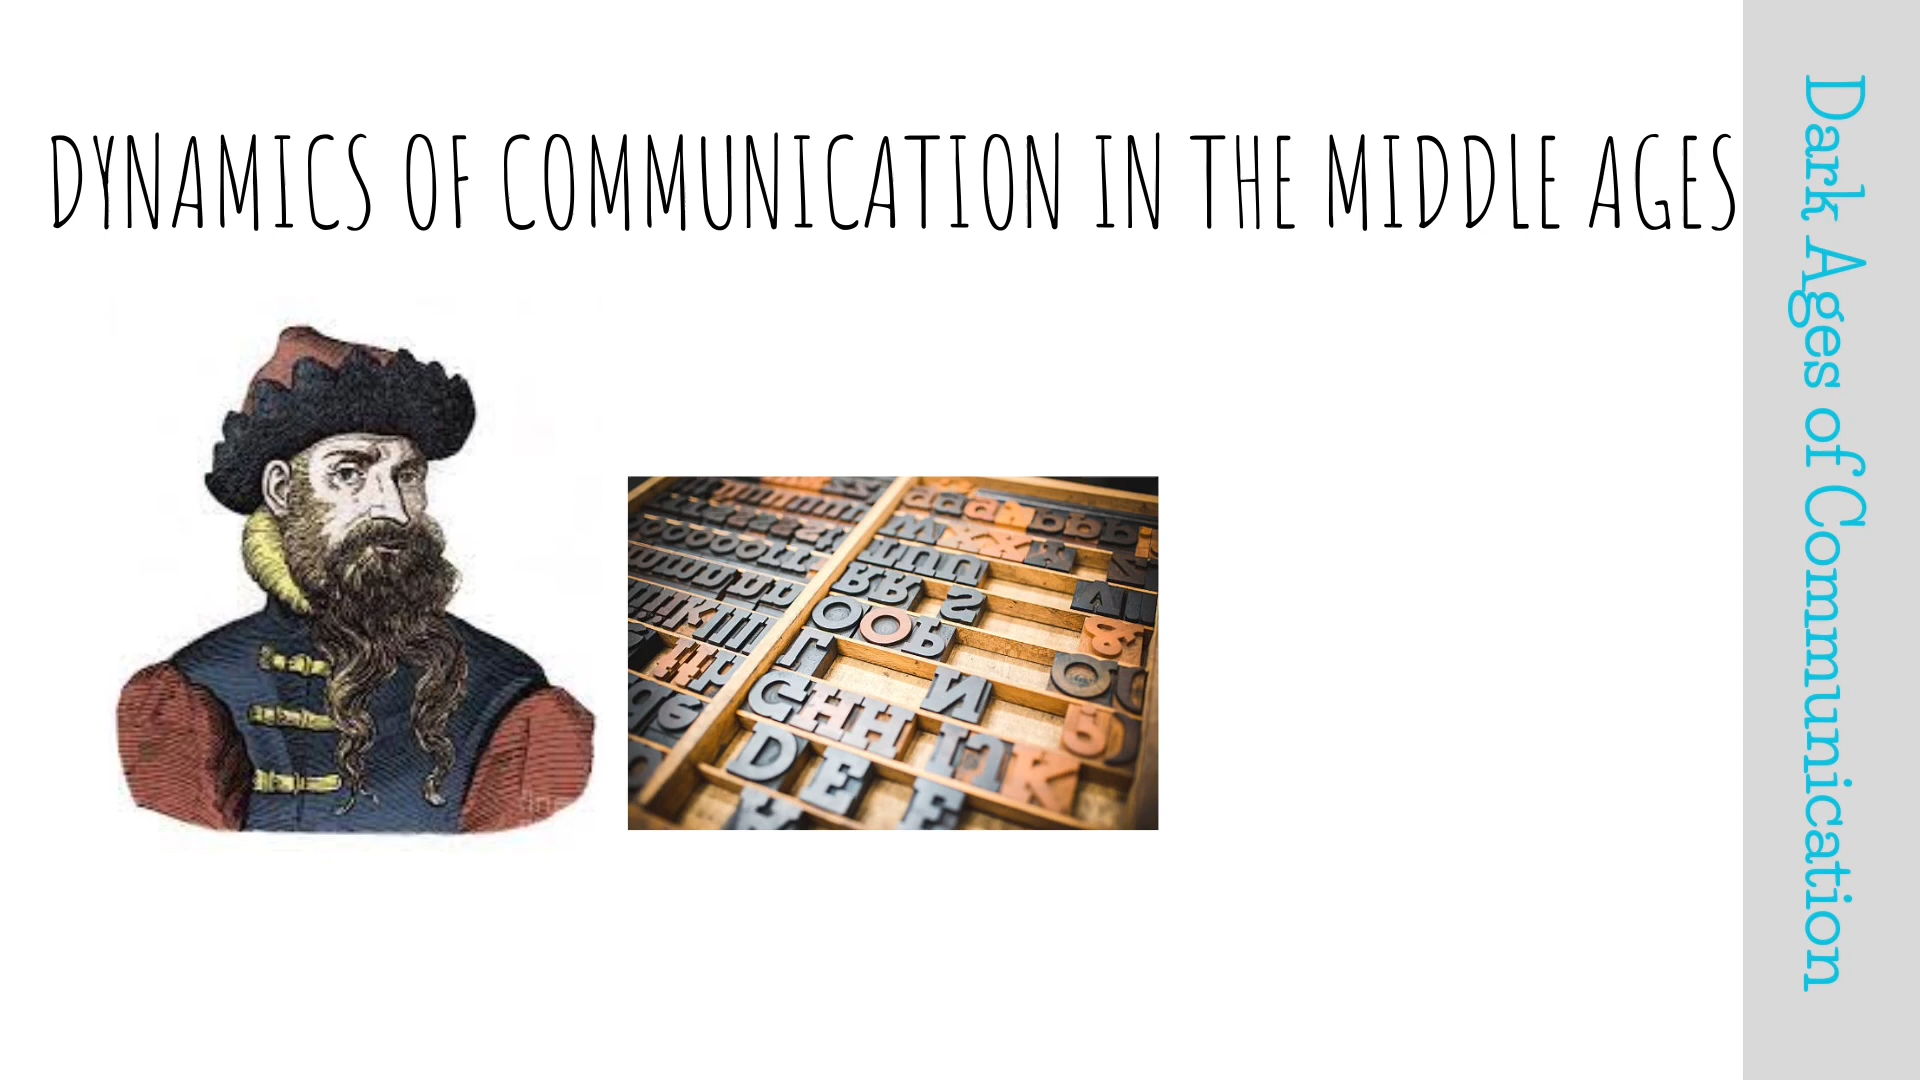 DYNAMICS OF COMMUNICATION IN THE MIDDLE AGES
Dark Ages of Communication